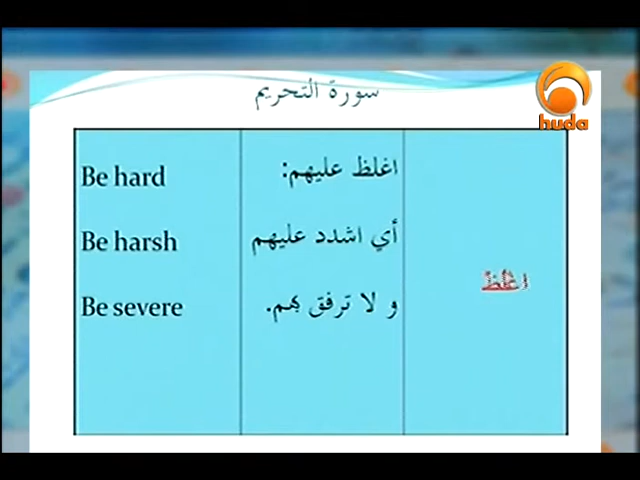 huda
سورة التحريم
اغلظ
اغلظ عليهم:
أي اشدد عليهم
و لا ترفق بهم.
Be hard
Be harsh
Be severe